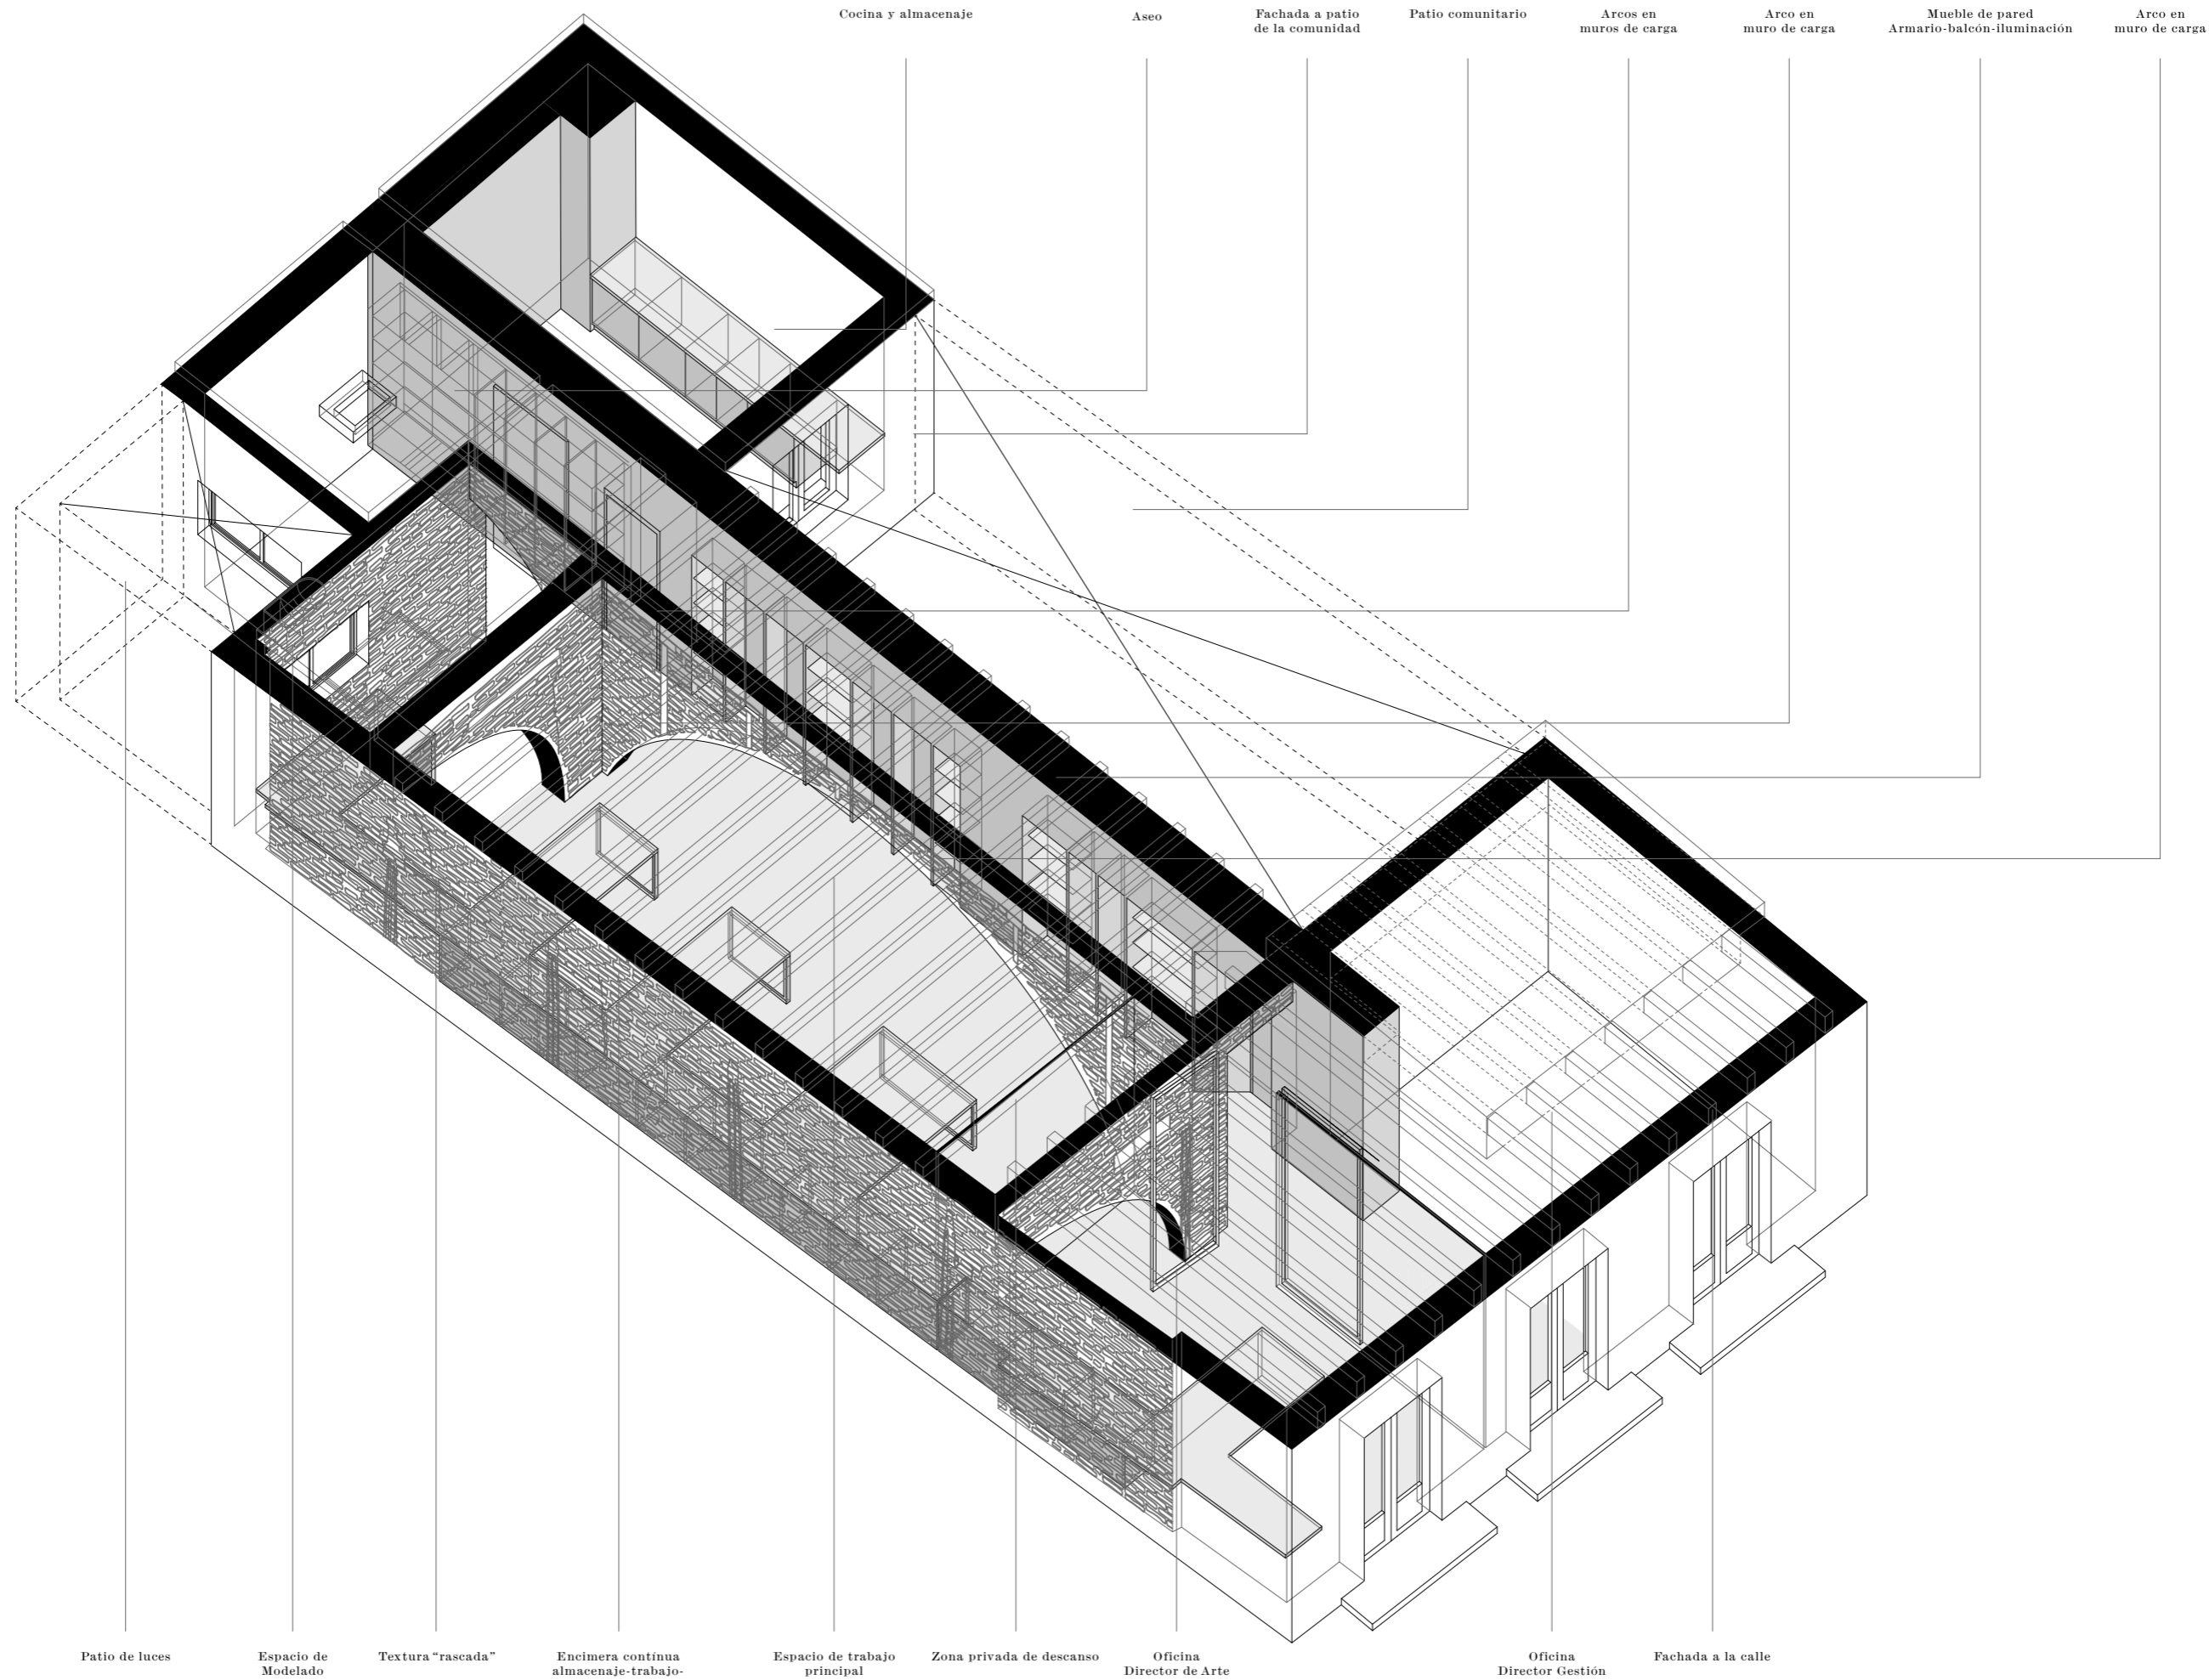 Cocina y almacenaje
Aseo
Fachada a patio
de la comunidad
Patio comunitario
Arcos en
muros de carga
Arco en
muro de carga
Mueble de pared
Armario-balcón-iluminación
Arco en
muro de carga
Patio de luces
Espacio de
Modelado
Textura “rascada”
Encimera contínua
almacenaje-trabajo-
Espacio de trabajo
principal
Zona privada de descanso
Oficina
Director de Arte
Oficina
Director Gestión
Fachada a la calle